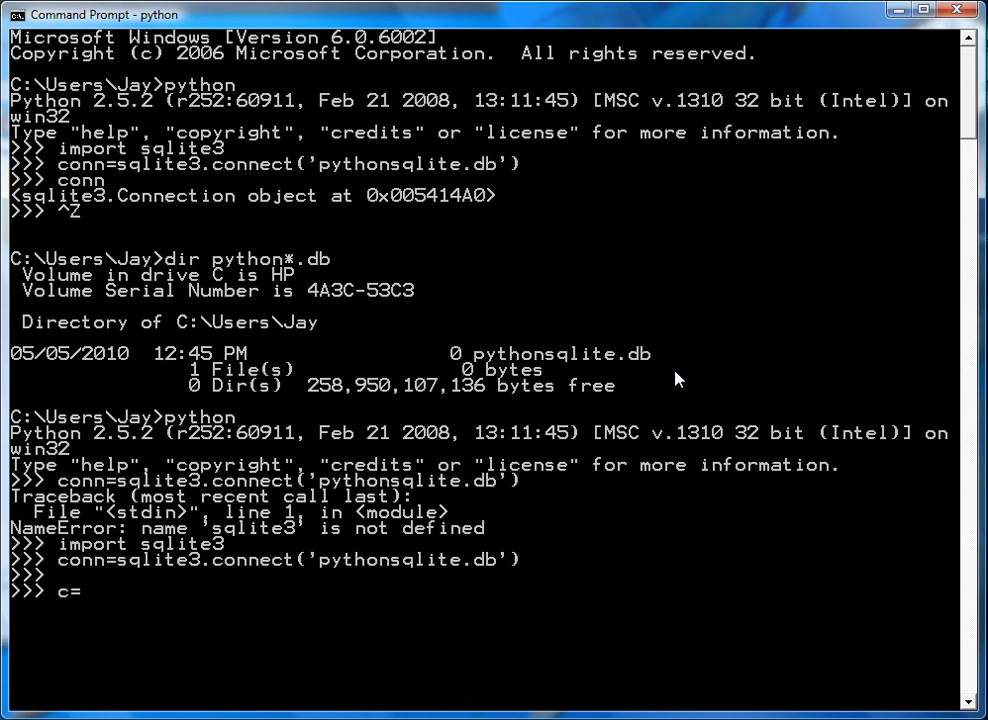 Command Prompt - python
Microsoft Windows [Version 6.0.6002]
Copyright (c) 2006 Microsoft Corporation.  All rights reserved.
C:\Users\Jay>python
Python 2.5.2 (r252:60911, Feb 21 2008, 13:11:45) [MSC v.1310 32 bit (Intel)] on
win32
Type "help", "copyright", "credits" or "license" for more information.
>>> import sqlite3
>>> conn=sqlite3.connect('pythonsqlite.db')
>>> conn
<sqlite3.Connection object at 0x005414A0>
>>> ^Z
C:\Users\Jay>dir python*.db
Volume in drive C is HP
Volume Serial Number is 4A3C-53C3
Directory of C:\Users\Jay
05/05/2010  12:45 PM                 0 pythonsqlite.db
1 File(s)              0 bytes
0 Dir(s)  258,950,107,136 bytes free
C:\Users\Jay>python
Python 2.5.2 (r252:60911, Feb 21 2008, 13:11:45) [MSC v.1310 32 bit (Intel)] on
win32
Type "help", "copyright", "credits" or "license" for more information.
>>> conn=sqlite3.connect('pythonsqlite.db')
Traceback (most recent call last):
File "<stdin>", line 1, in <module>
NameError: name 'sqlite3' is not defined
>>> import sqlite3
>>> conn=sqlite3.connect('pythonsqlite.db')
>>>
>>> c=